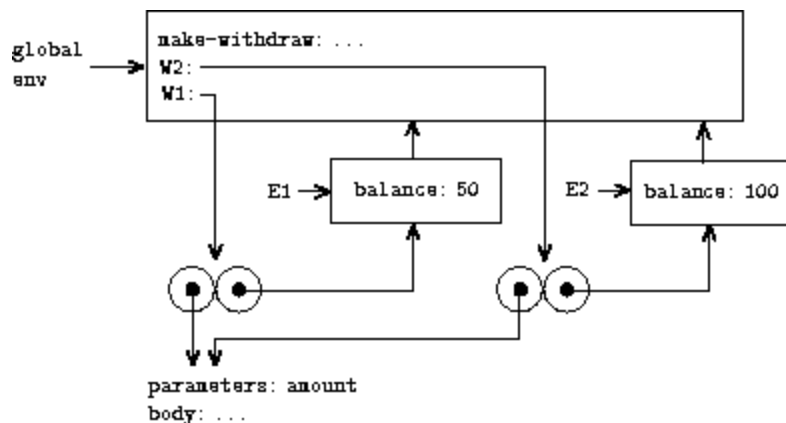 global
env
make-withdraw: ...
W2:
W1:
E1
balance: 50
E2
balance: 100
parameters: amount
body: ...